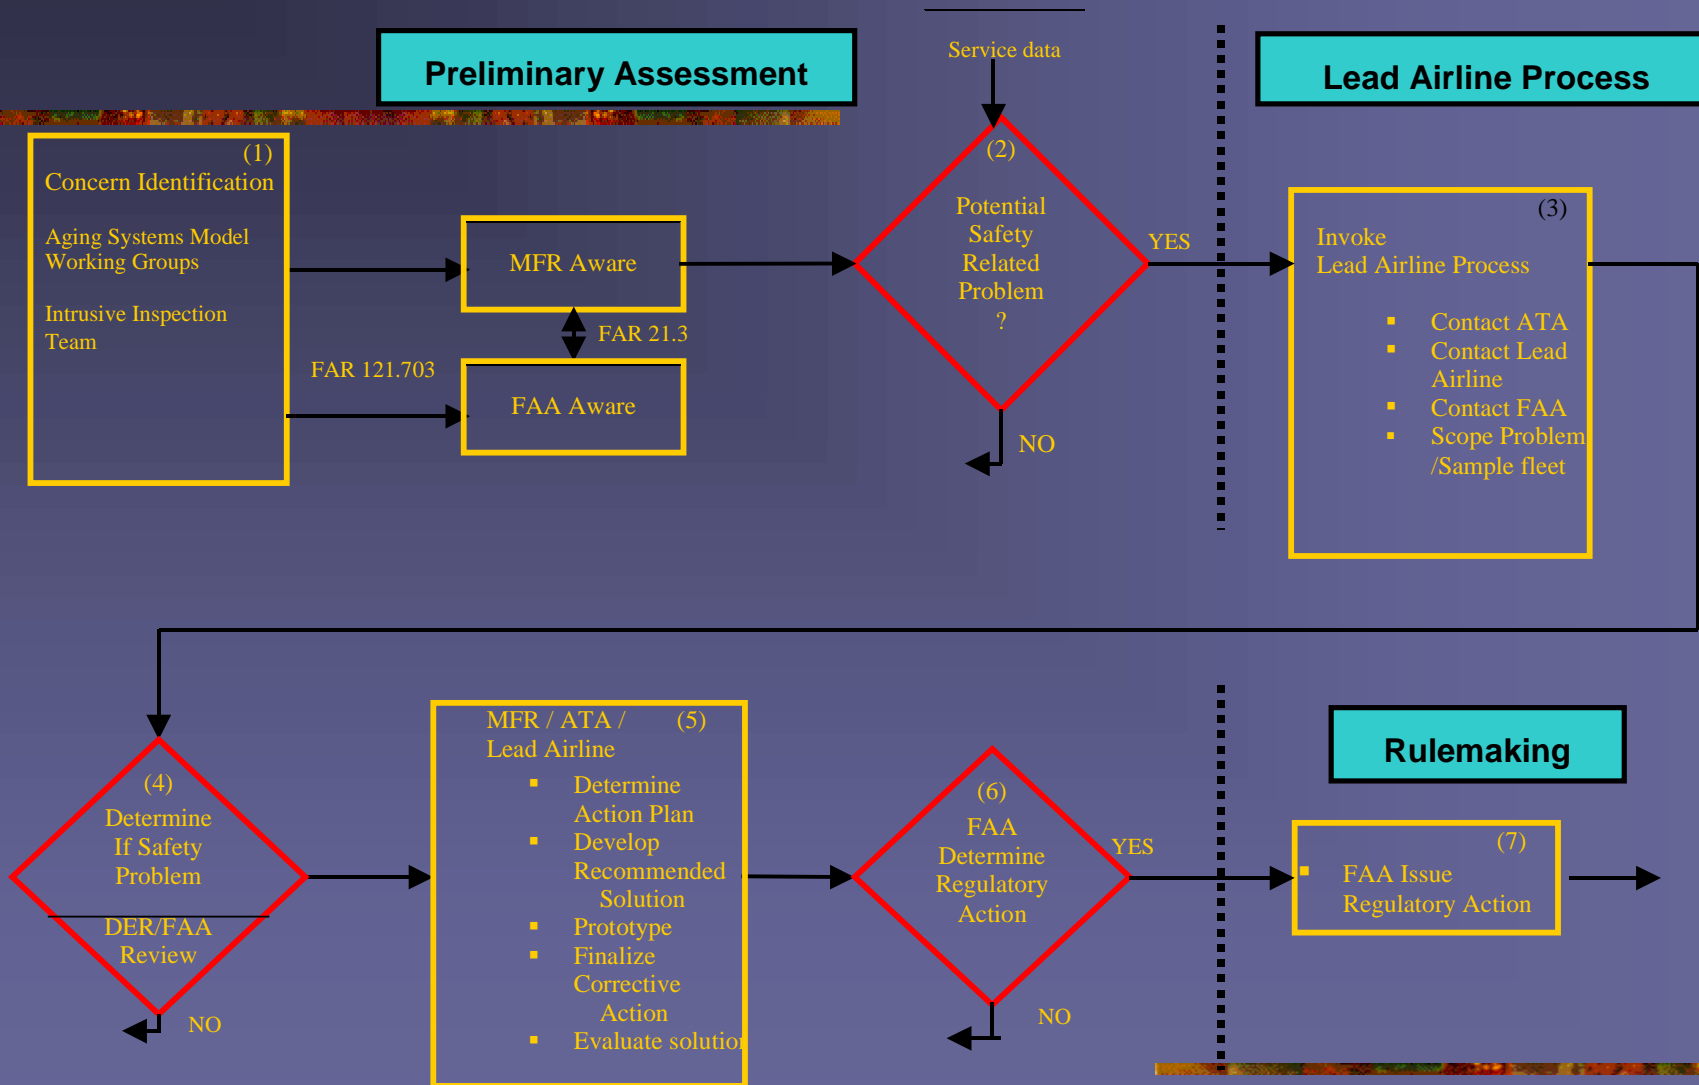 Preliminary Assessment
Service data
Lead Airline Process
(1)
Concern Identification
Aging Systems Model
Working Groups
Intrusive Inspection
Team
MFR Aware
FAR 21.3
FAR 121.703
FAA Aware
(2)
Potential
Safety
Related
Problem
?
YES
NO
(3)
Invoke
Lead Airline Process
▪ Contact ATA
▪ Contact Lead
Airline
▪ Contact FAA
▪ Scope Problem
/Sample fleet
(4)
Determine
If Safety
Problem
DER/FAA
Review
NO
MFR / ATA / (5)
Lead Airline
▪ Determine
Action Plan
▪ Develop
Recommended
Solution
▪ Prototype
▪ Finalize
Corrective
Action
▪ Evaluate solution
(6)
FAA
Determine
Regulatory
Action
YES
NO
Rulemaking
(7)
▪ FAA Issue
Regulatory Action